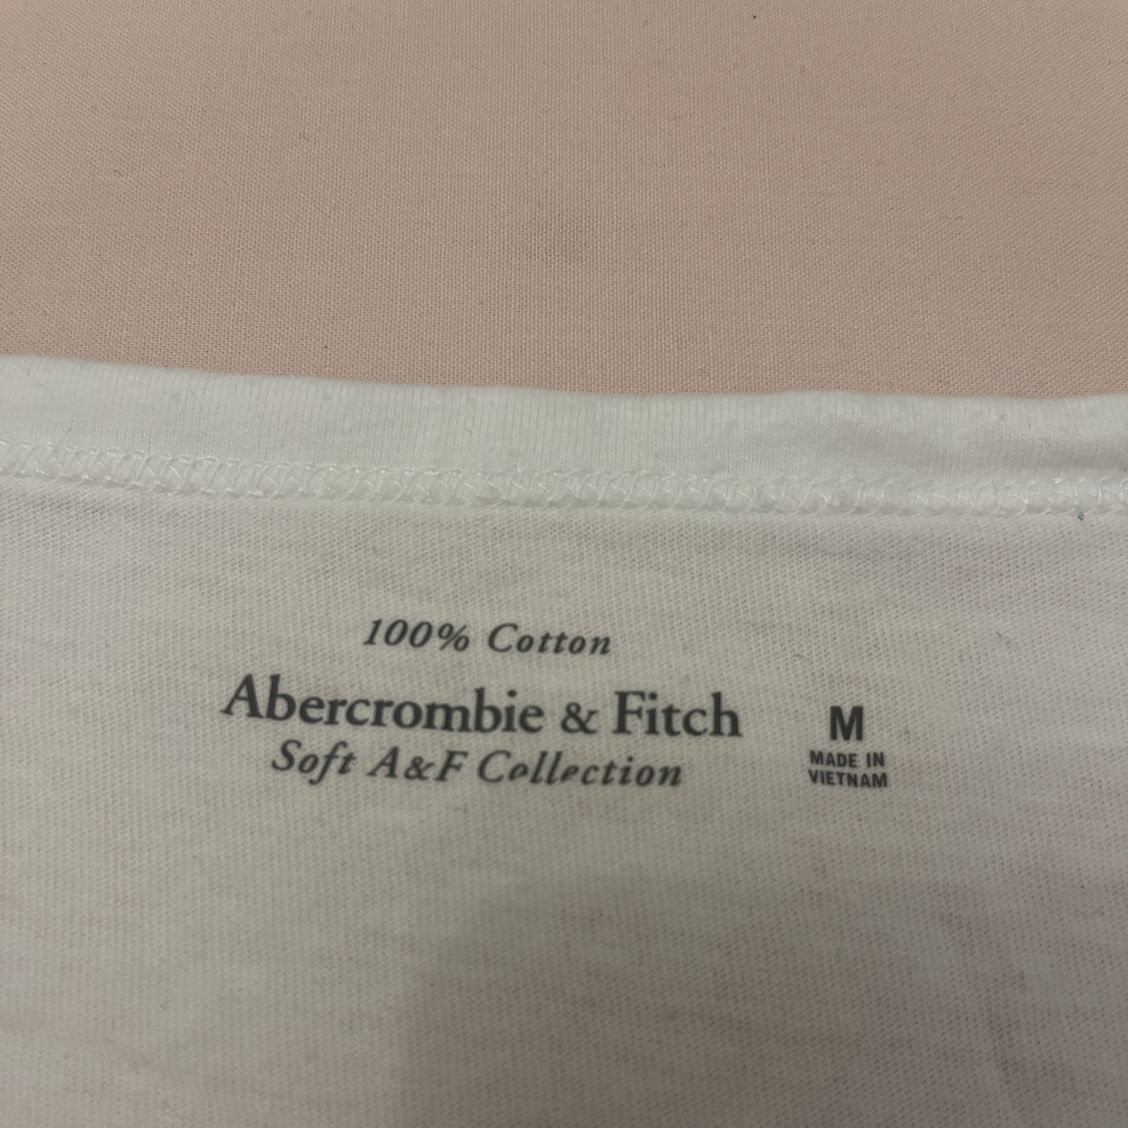 100% Cotton
Abercrombie & Fitch
Soft A&F Collection
M
MADE IN
VIETNAM